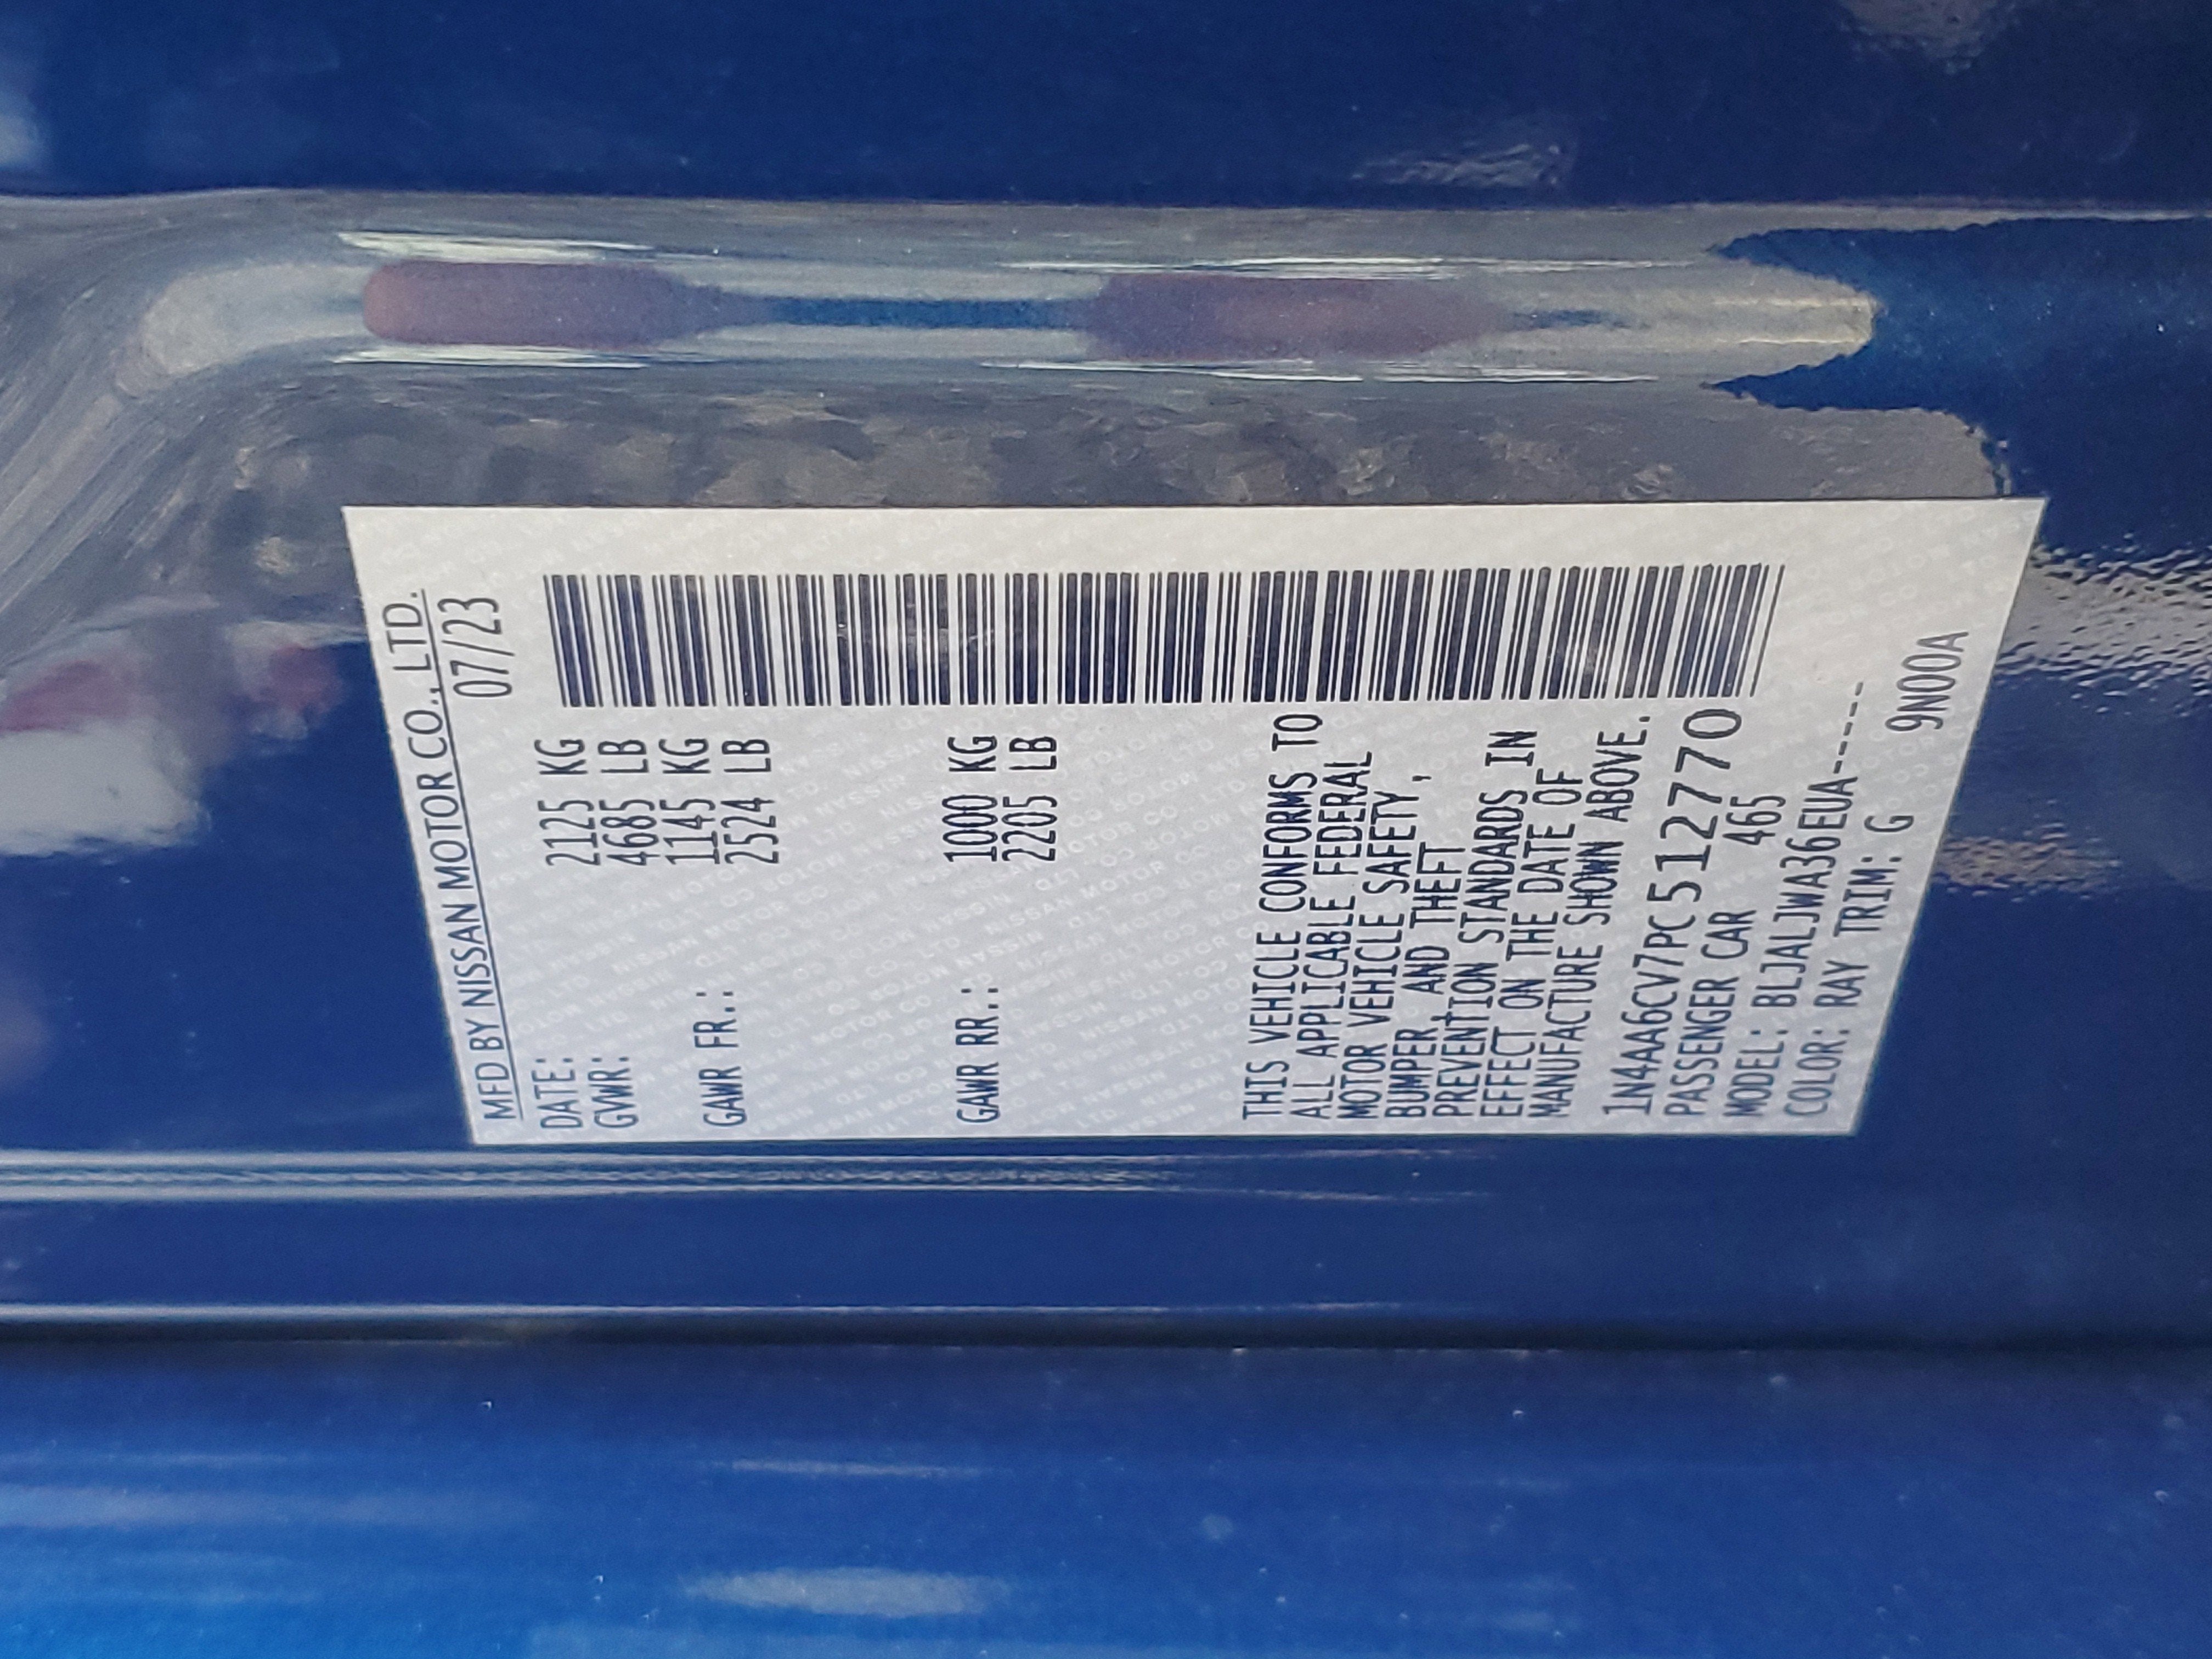 MFD BY NISSAN MOTOR CO., LTD.
DATE: 07/23
GVWR: 2125 KG
4685 LB
GAWR FR.: 1145 KG
2524 LB
GAWR RR.: 1000 KG
2205 LB
THIS VEHICLE CONFORMS TO
ALL APPLICABLE FEDERAL
MOTOR VEHICLE SAFETY,
BUMPER, AND THEFT
PREVENTION STANDARDS IN
EFFECT ON THE DATE OF
MANUFACTURE SHOWN ABOVE.
1N4AA6CV7PC512770
PASSENGER CAR 465
MODEL: BLJALJWA36EUA-----
COLOR: RAY TRIM: G
9N00A